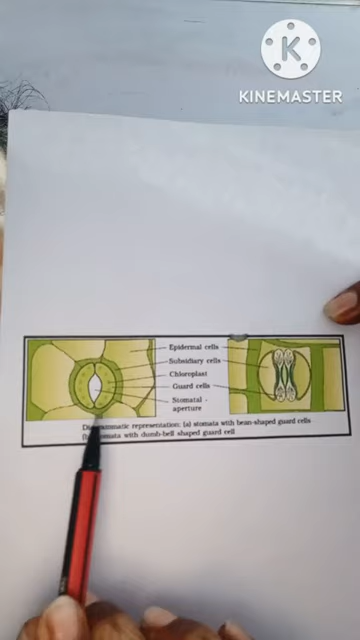 K
KINEMASTER
Epidermal cells
Subsidiary cells
Chloroplast
Guard cells
Stomatal
aperture
Diagrammatic representation: (a) stomata with bean-shaped guard cells
(b) stomata with dumb-bell shaped guard cell